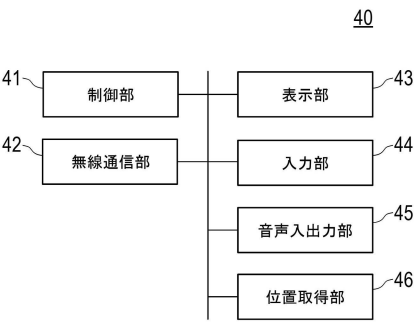 40
41 制御部
43 表示部
42 無線通信部
44 入力部
45 音声入出力部
46 位置取得部